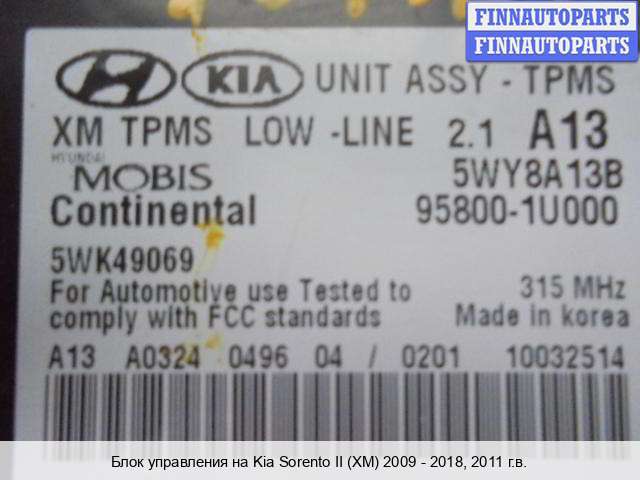 FINNAUTOPARTS
FINNAUTOPARTS
KIA UNIT ASSY - TPMS
XM TPMS LOW -LINE 2.1 A13
HYUNDAI
MOBIS 5WY8A13B
Continental 95800-1U000
5WK49069
For Automotive use Tested to 315 MHz
comply with FCC standards Made in korea
A13 A0324 0496 04 / 0201 10032514
Блок управления на Kia Sorento II (XM) 2009 - 2018, 2011 г.в.